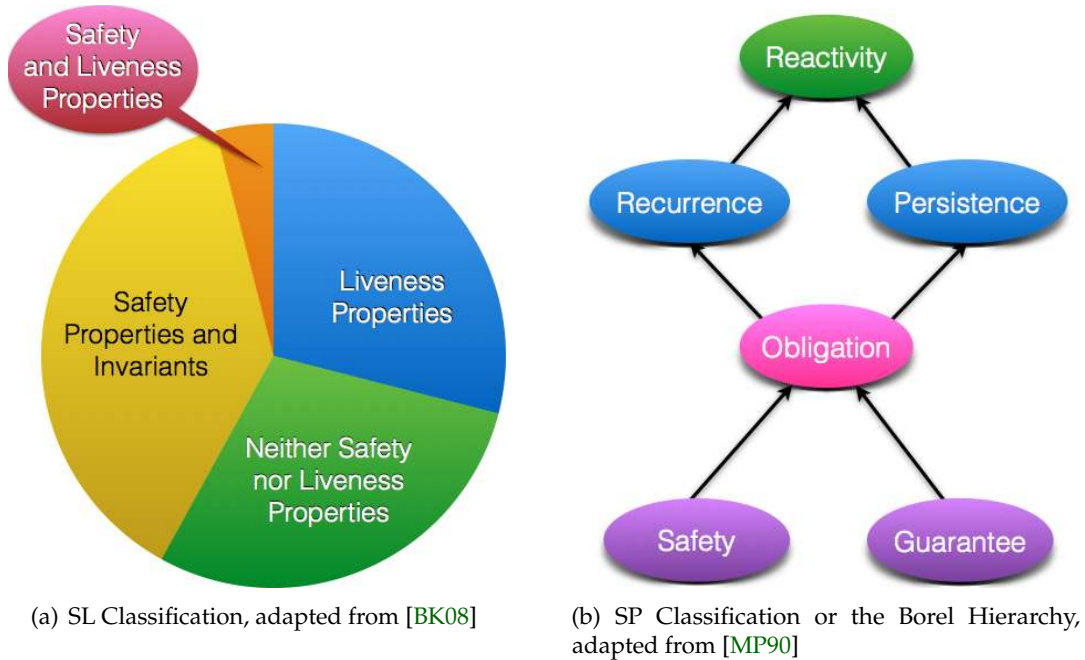 Safety
and Liveness
Properties
Liveness
Properties
Safety
Properties and
Invariants
Neither Safety
nor Liveness
Properties
(a) SL Classification, adapted from [BK08]
Reactivity
Recurrence
Persistence
Obligation
Safety
Guarantee
(b) SP Classification or the Borel Hierarchy,
adapted from [MP90]